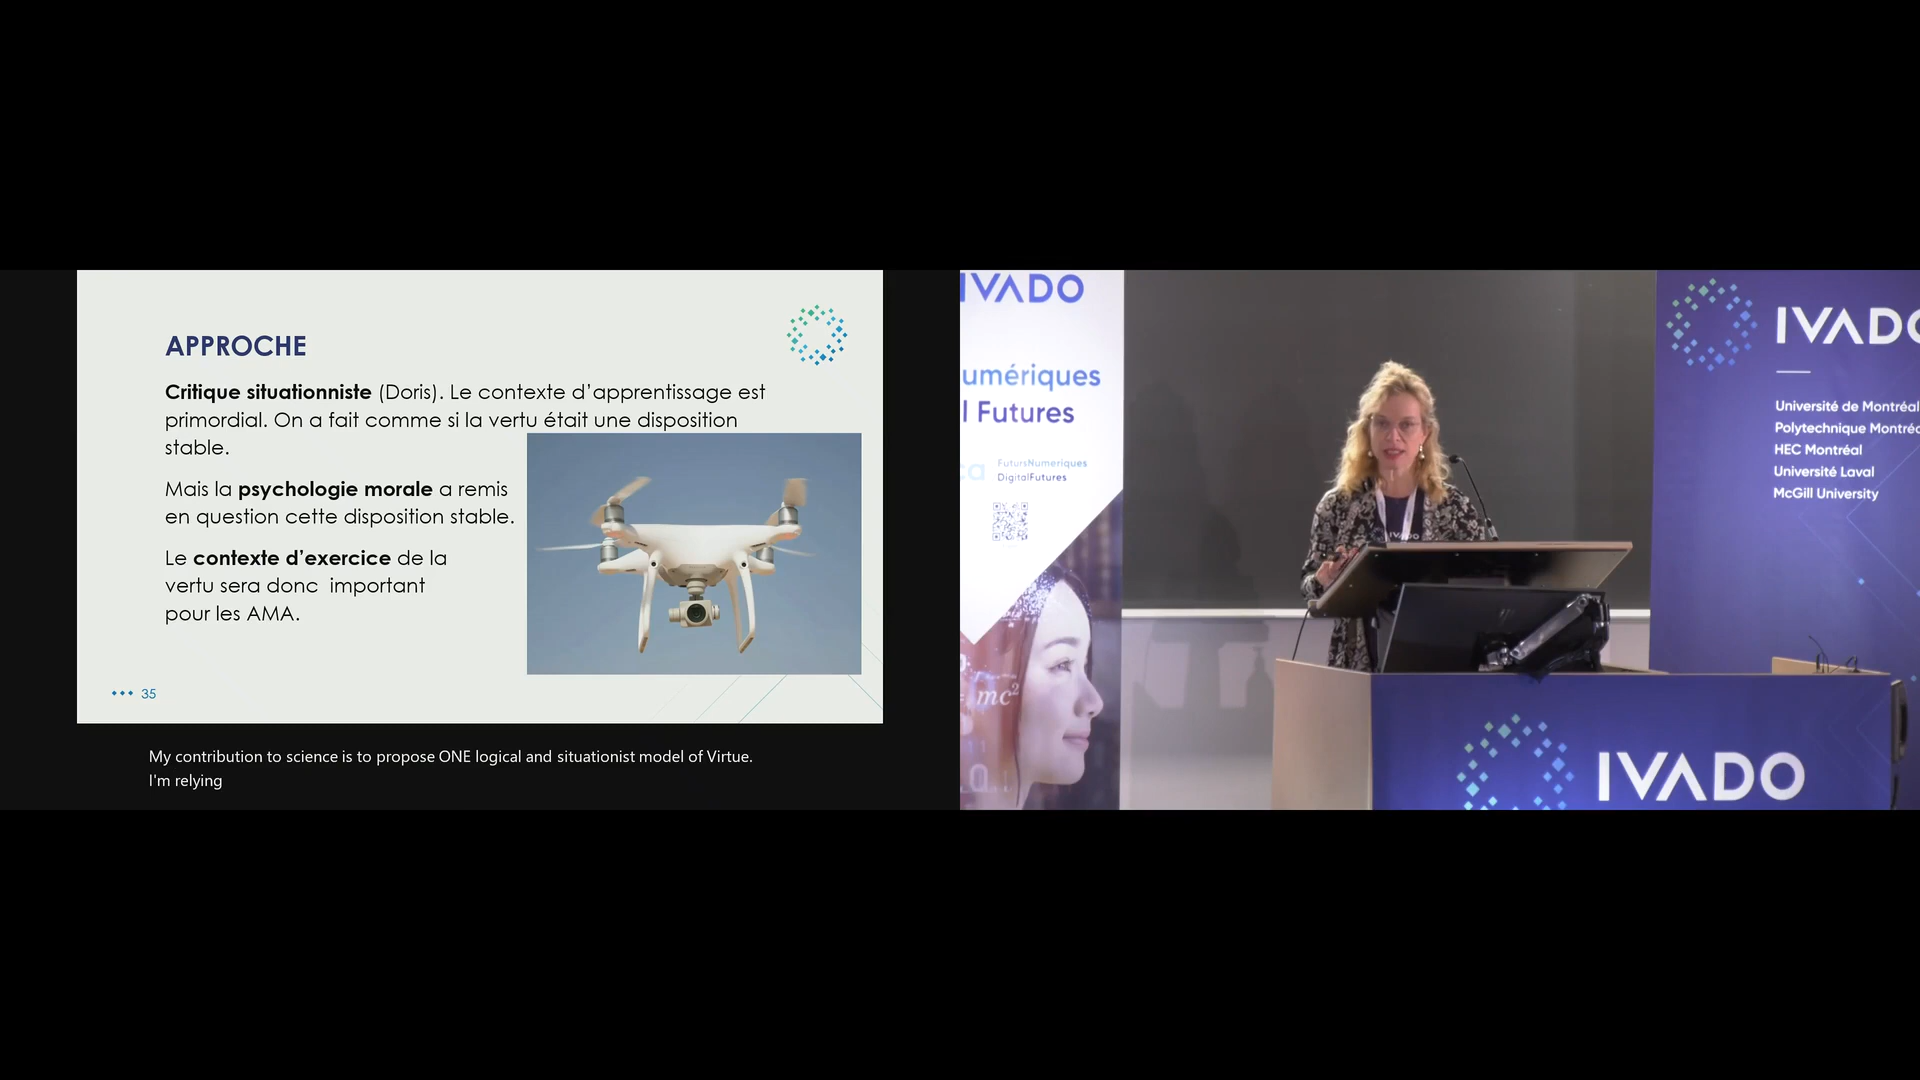 APPROCHE
Critique situationniste (Doris). Le contexte d’apprentissage est
primordial. On a fait comme si la vertu était une disposition
stable.
Mais la psychologie morale a remis
en question cette disposition stable.
Le contexte d’exercice de la
vertu sera donc important
pour les AMA.
35
My contribution to science is to propose ONE logical and situationist model of Virtue.
I'm relying
IVADO
umériques
l Futures
ca
FutursNumeriques
DigitalFutures
mc²
IVADO
IVADO
Université de Montréal
Polytechnique Montréa
HEC Montréal
Université Laval
McGill University
IVADO